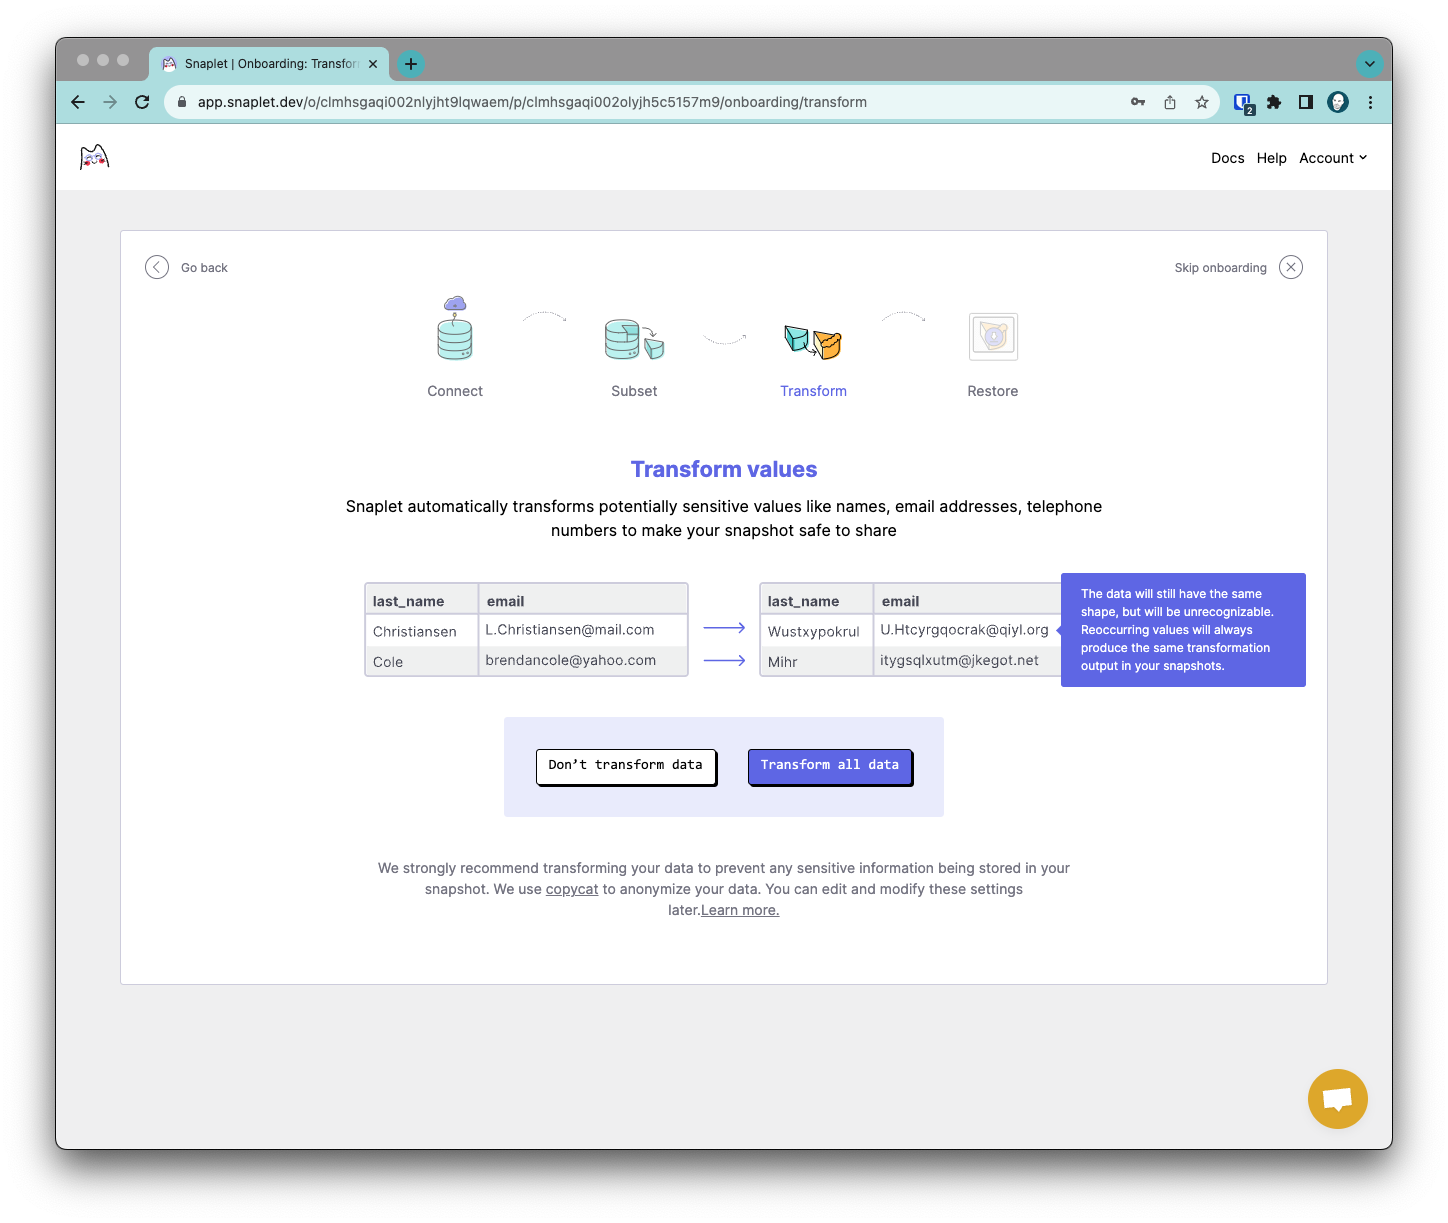 Snaplet | Onboarding: Transfor
app.snaplet.dev/o/clmhsgaqi002nlyjht9lqwaem/p/clmhsgaqi002olyjh5c5157m9/onboarding/transform
2
Docs Help Account
Go back
Skip onboarding
Connect
Subset
Transform
Restore
Transform values
Snaplet automatically transforms potentially sensitive values like names, email addresses, telephone
numbers to make your snapshot safe to share
last_name email
Christiansen L.Christiansen@mail.com
Cole brendancole@yahoo.com
last_name email
Wustxypokrul U.Htcyrgqocrak@qiyl.org
Mihr itygsqlxutm@jkegot.net
The data will still have the same
shape, but will be unrecognizable.
Reoccurring values will always
produce the same transformation
output in your snapshots.
Don’t transform data
Transform all data
We strongly recommend transforming your data to prevent any sensitive information being stored in your
snapshot. We use copycat to anonymize your data. You can edit and modify these settings
later.Learn more.